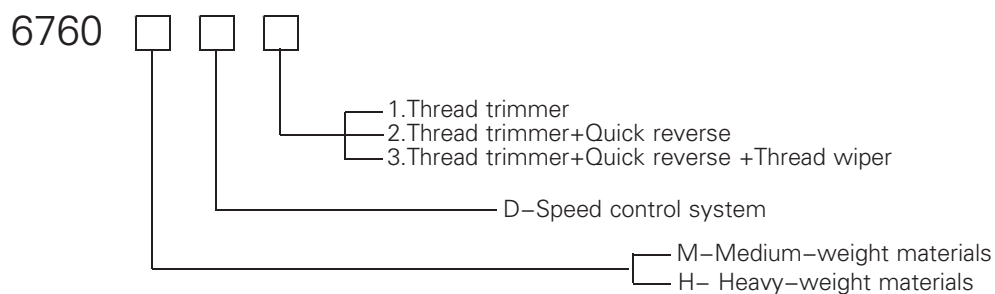 6760
1.Thread trimmer
2.Thread trimmer+Quick reverse
3.Thread trimmer+Quick reverse +Thread wiper
D–Speed control system
M–Medium–weight materials
H– Heavy–weight materials